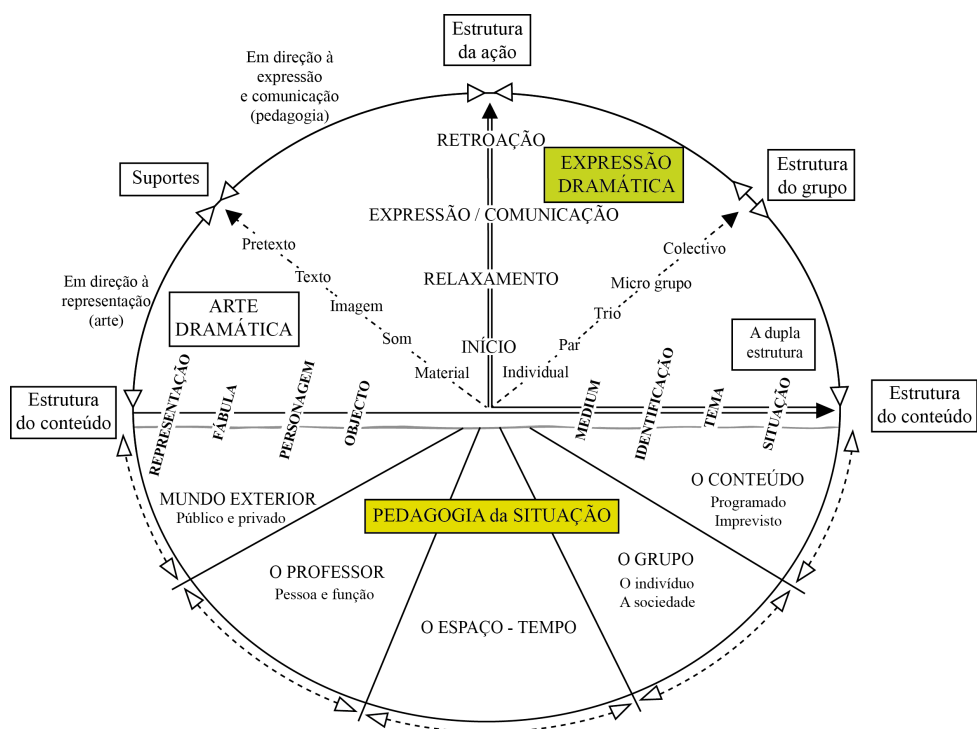 Estrutura
da ação
Em direção à
expressão
e comunicação
(pedagogia)
RETROAÇÃO
EXPRESSÃO
DRAMÁTICA
Suportes
Estrutura
do grupo
EXPRESSÃO / COMUNICAÇÃO
Pretexto
Colectivo
Em direção à
representação
(arte)
Texto
RELAXAMENTO
Micro grupo
ARTE
DRAMÁTICA
Imagem
Trio
Som
INÍCIO
Par
A dupla
estrutura
Material
Individual
Estrutura
do conteúdo
REPRESENTAÇÃO
FÁBULA
PERSONAGEM
OBJECTO
MEDIUM
IDENTIFICAÇÃO
TEMA
SITUAÇÃO
Estrutura
do conteúdo
MUNDO EXTERIOR
Público e privado
O CONTEÚDO
Programado
Imprevisto
PEDAGOGIA da SITUAÇÃO
O PROFESSOR
Pessoa e função
O GRUPO
O indivíduo
A sociedade
O ESPAÇO - TEMPO